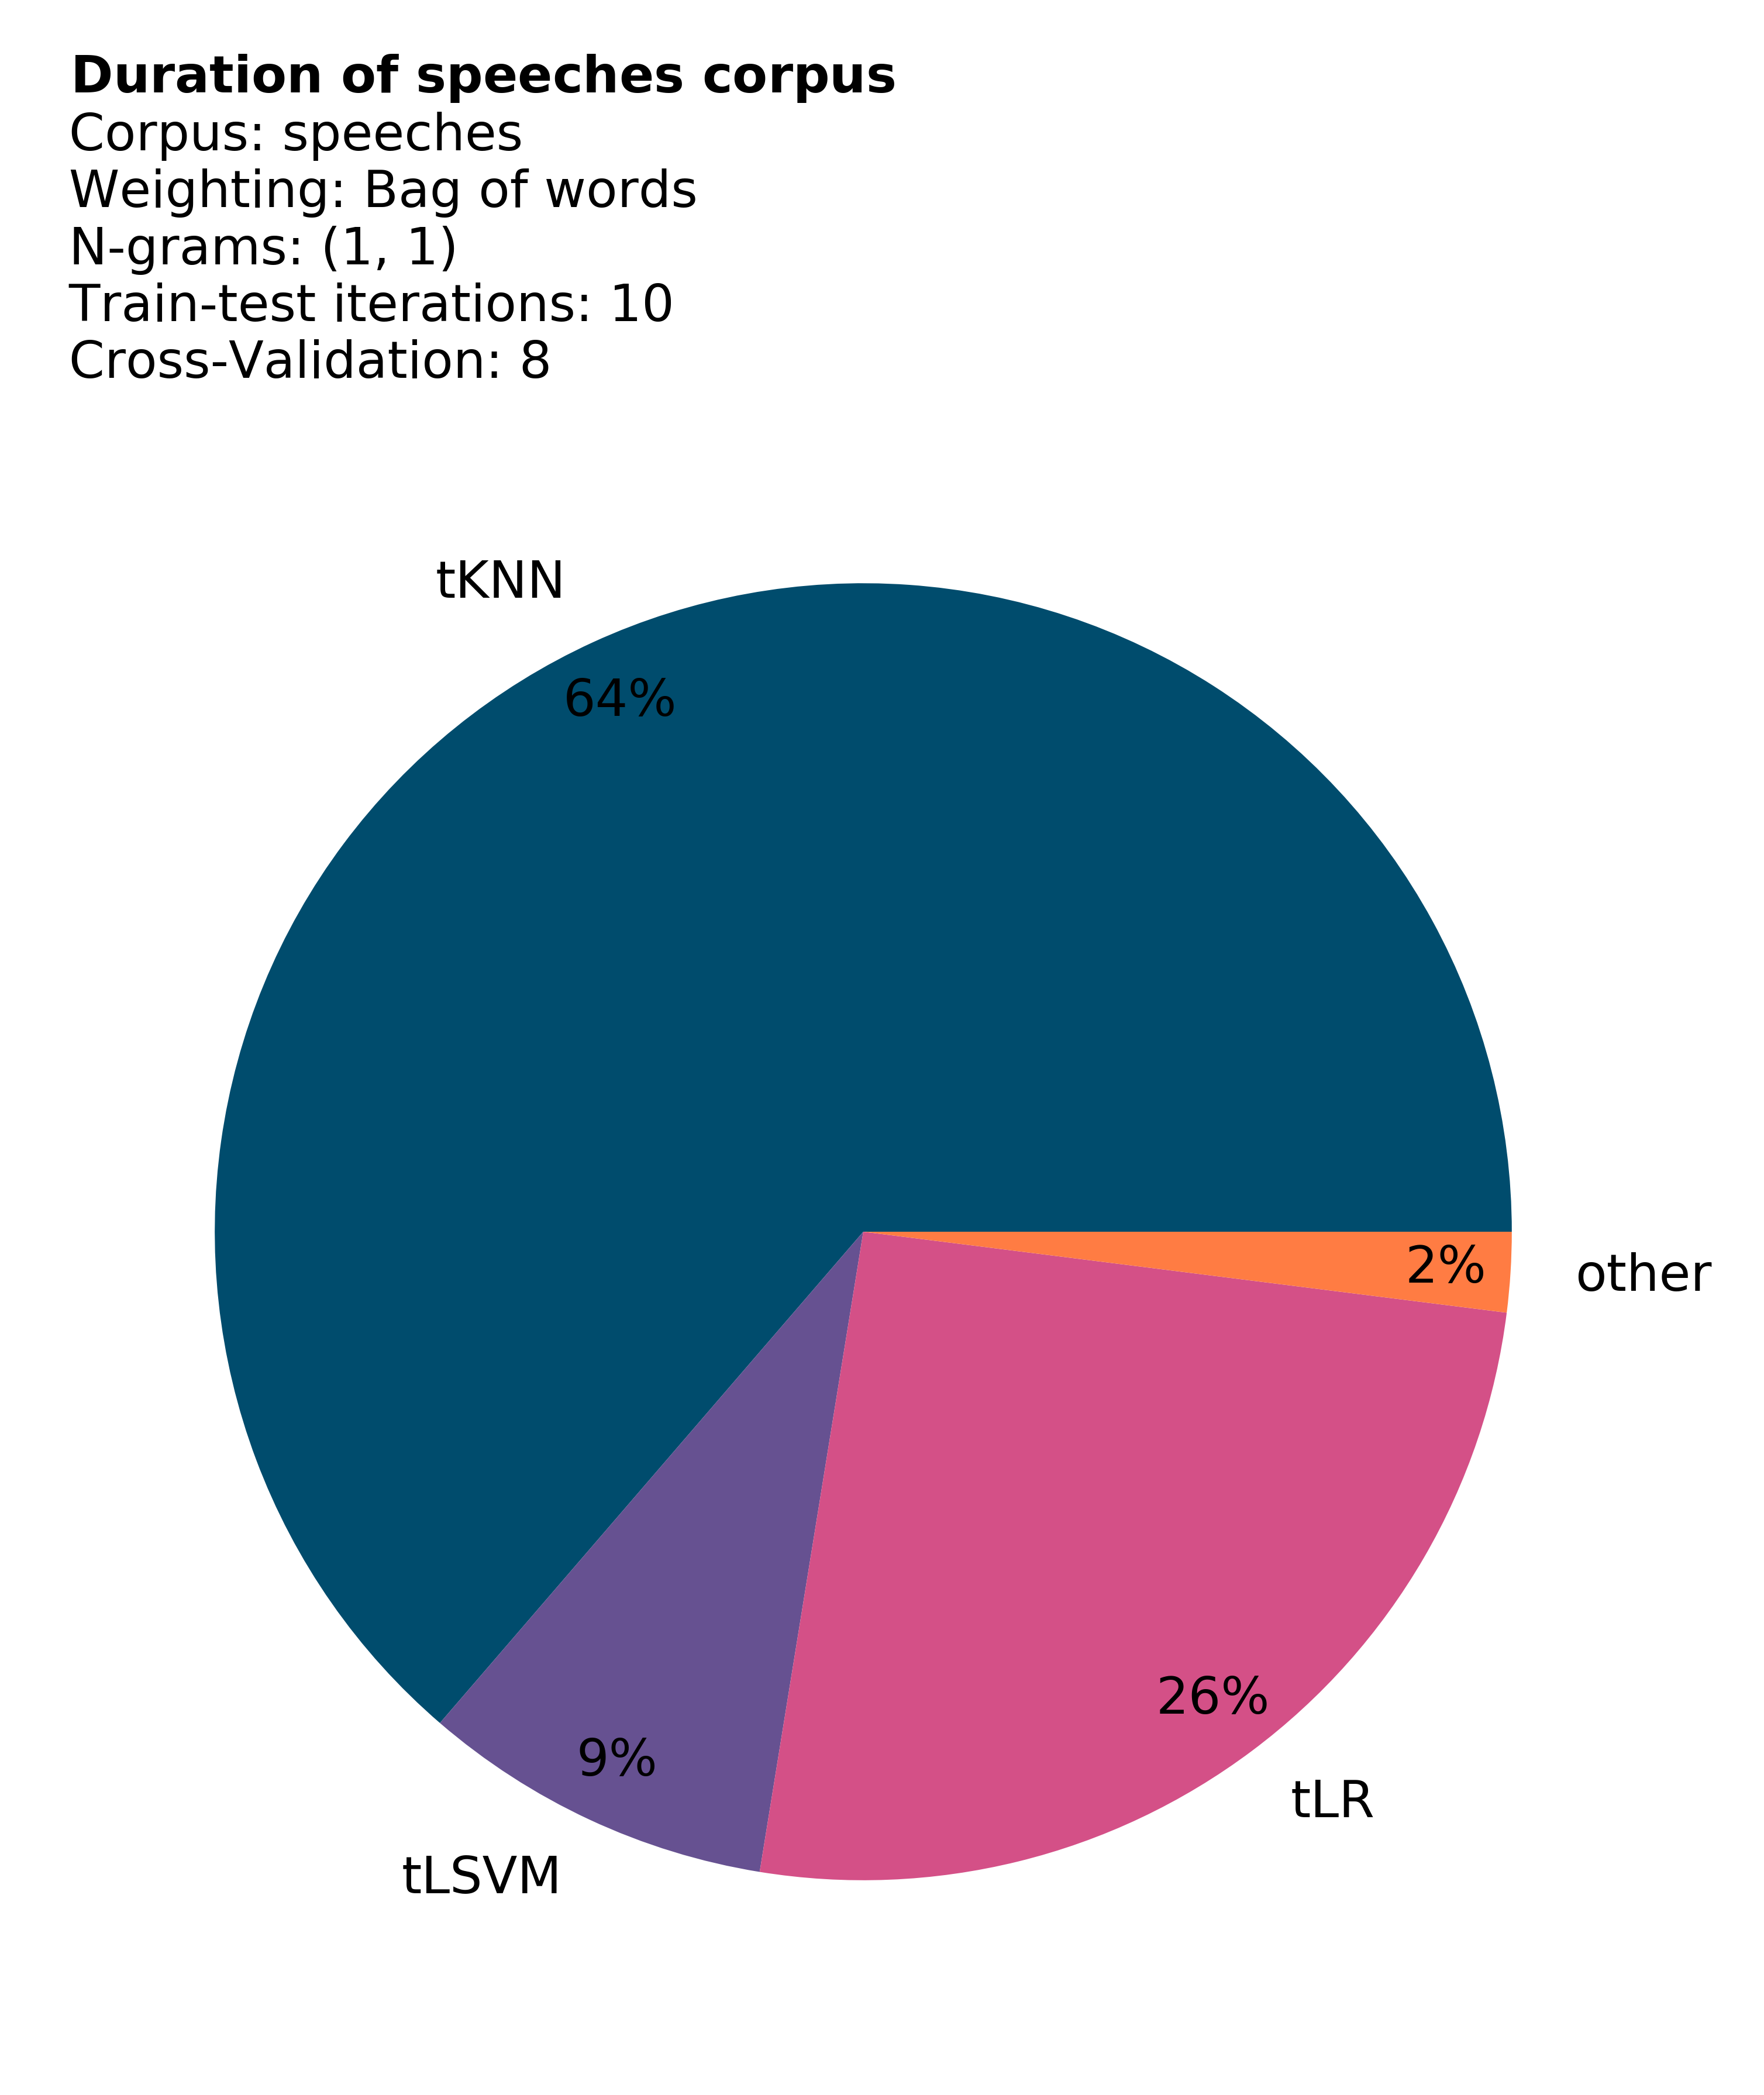 Duration of speeches corpus
Corpus: speeches
Weighting: Bag of words
N-grams: (1, 1)
Train-test iterations: 10
Cross-Validation: 8
tKNN
64%
2%
other
26%
9%
tLR
tLSVM